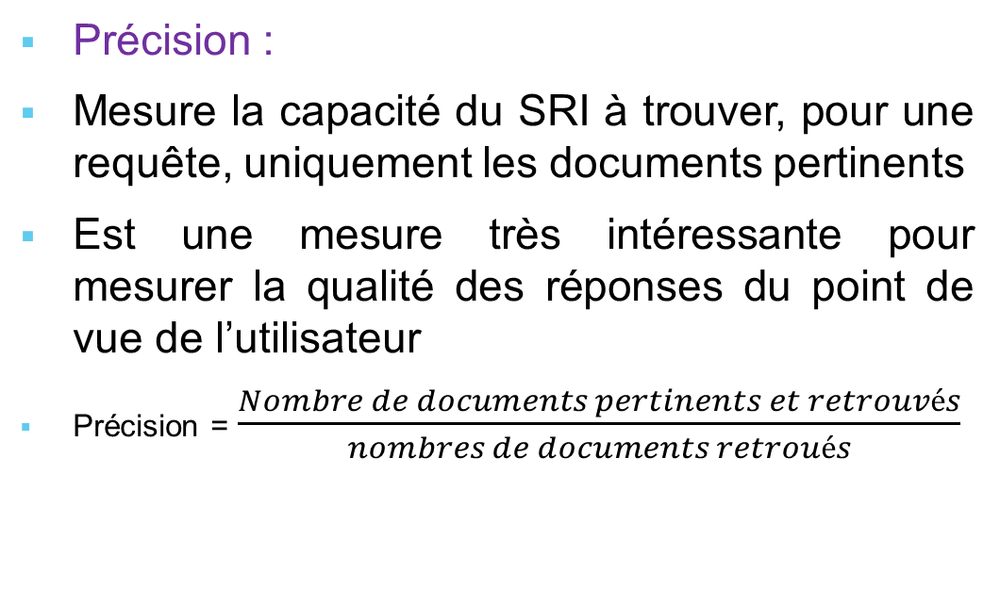 Précision :
Mesure la capacité du SRI à trouver, pour une
requête, uniquement les documents pertinents
Est une mesure très intéressante pour
mesurer la qualité des réponses du point de
vue de l’utilisateur
Nombre de documents pertinents et retrouvés
Précision =
nombres de documents retroués